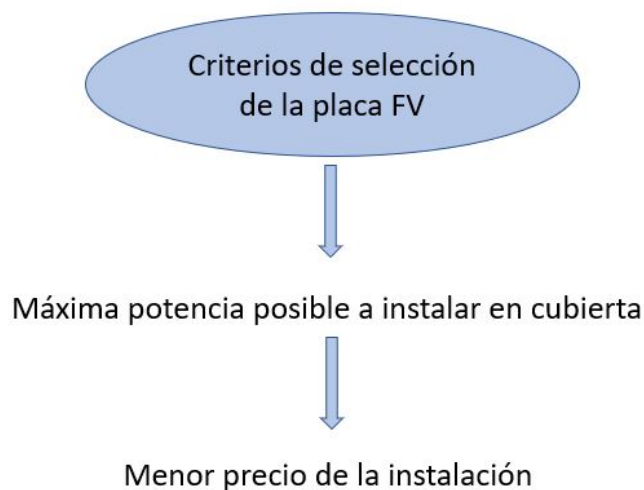 Criterios de selección
de la placa FV
Máxima potencia posible a instalar en cubierta
Menor precio de la instalación